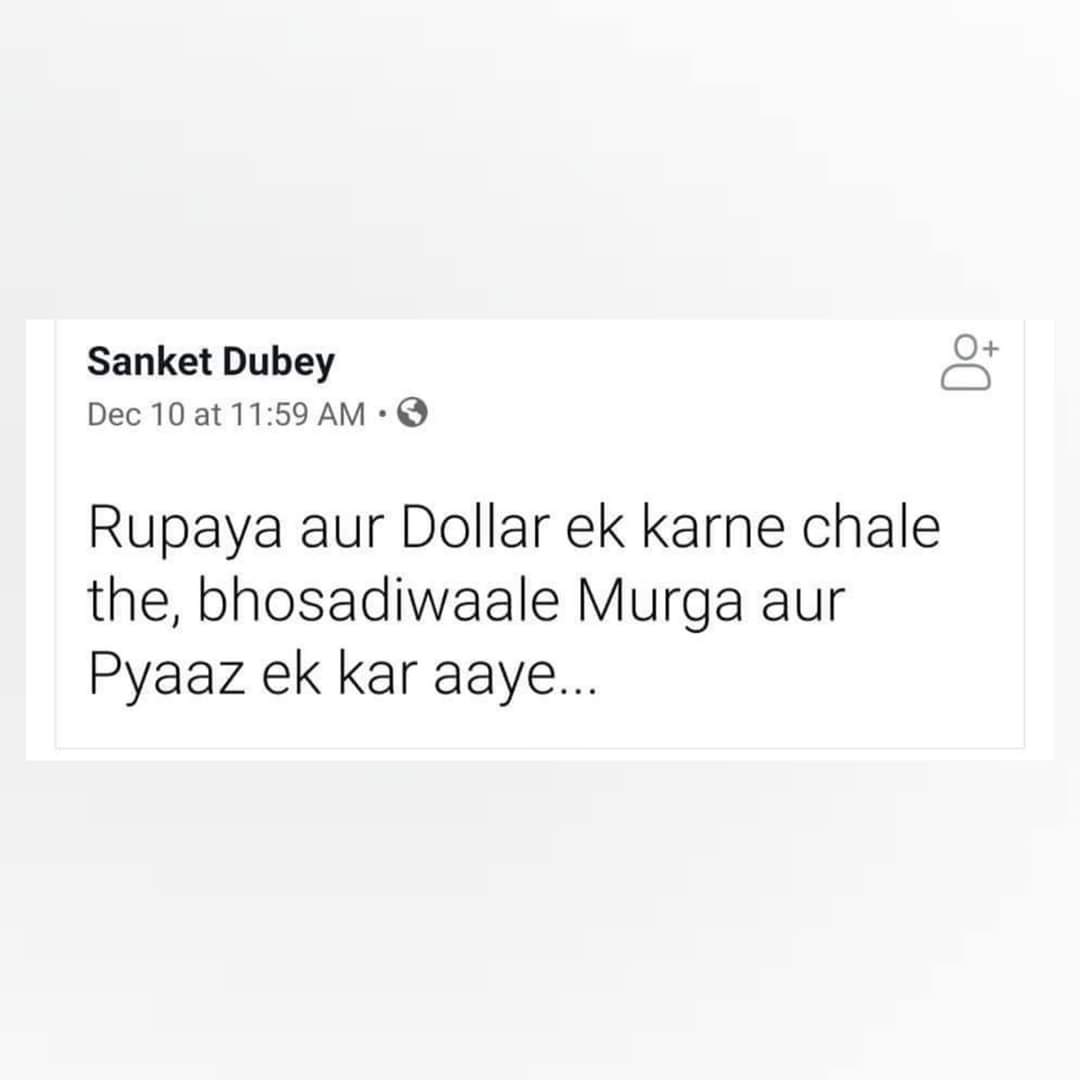 Sanket Dubey
Dec 10 at 11:59 AM •
Rupaya aur Dollar ek karne chale
the, bhosadiwaale Murga aur
Pyaaz ek kar aaye...